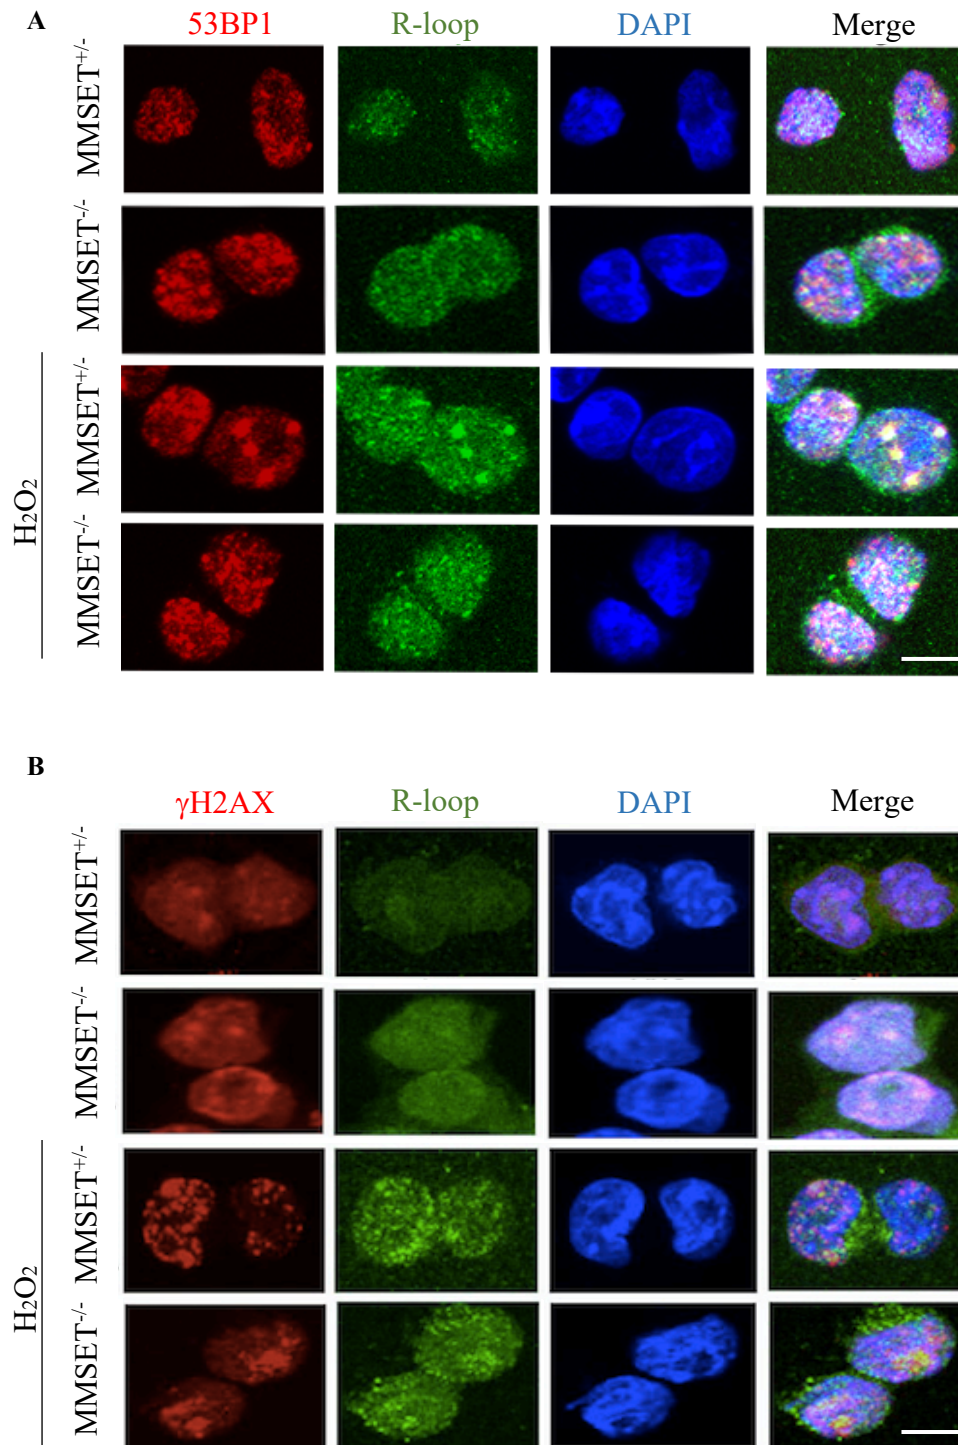 A
53BP1 R-loop DAPI Merge
MMSET+/-
MMSET-/-
H2O2
MMSET+/-
MMSET-/-
B
γH2AX R-loop DAPI Merge
MMSET+/-
MMSET-/-
H2O2
MMSET+/-
MMSET-/-